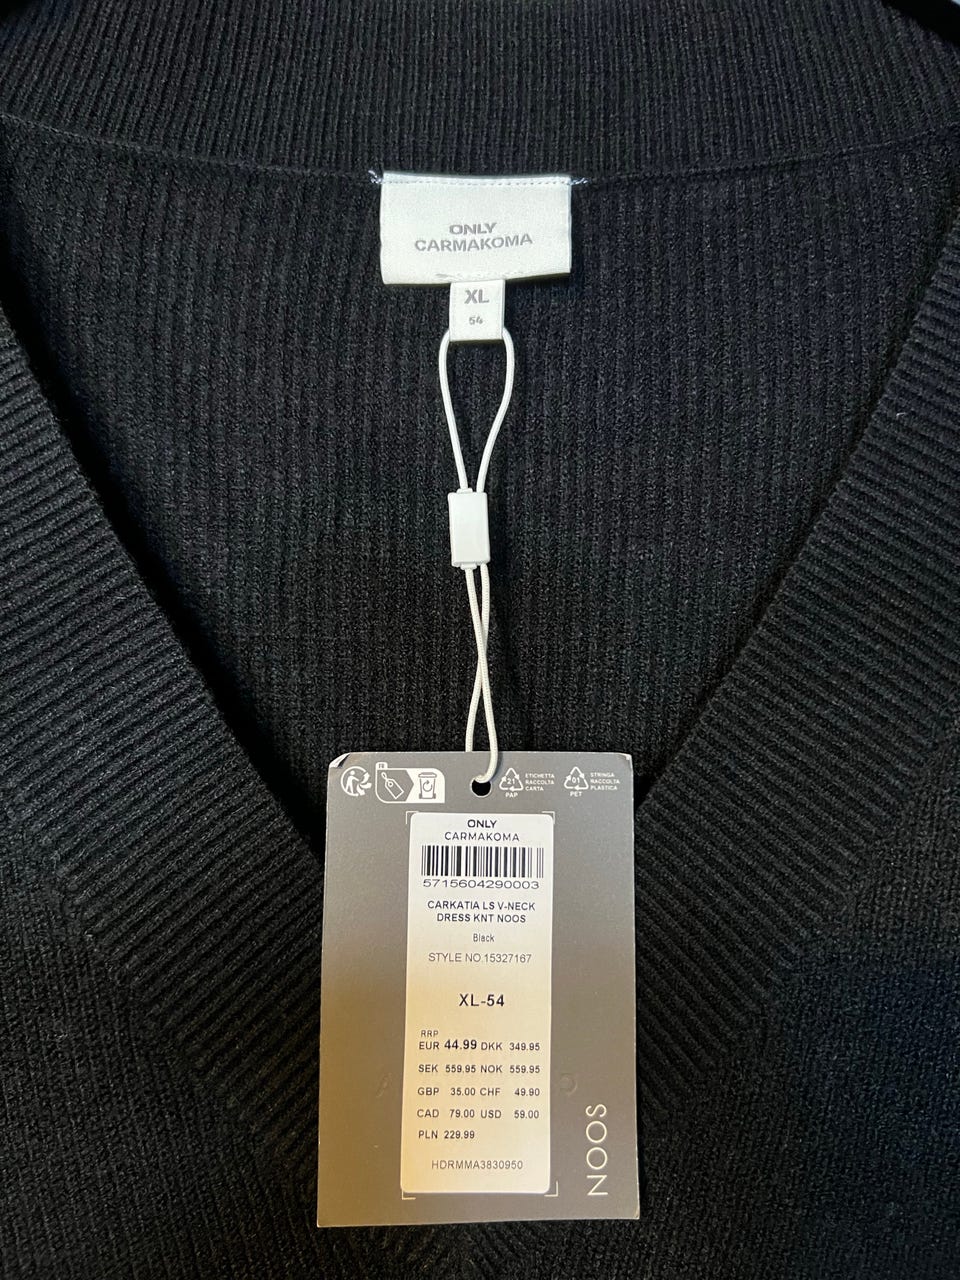 ONLY
CARMAKOMA
XL
54
FR
21
PAP
ETICHETTA
RACCOLTA
CARTA
01
PET
STRINGA
RACCOLTA
PLASTICA
ONLY
CARMAKOMA
5715604290003
CARKATIA LS V-NECK
DRESS KNT NOOS
Black
STYLE NO.15327167
XL-54
RRP
EUR 44.99 DKK 349.95
SEK 559.95 NOK 559.95
GBP 35.00 CHF 49.90
CAD 79.00 USD 59.00
PLN 229.99
HDRMMA3830950
NOOS